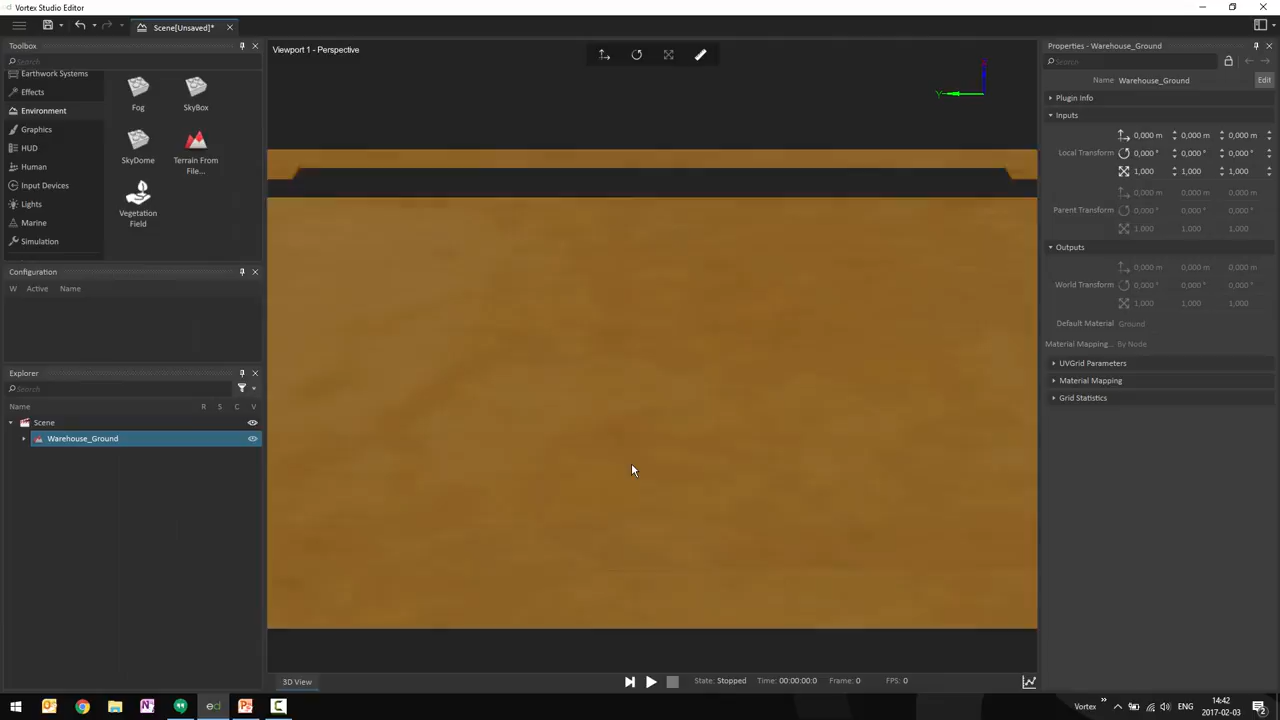 Vortex Studio Editor
Scene[Unsaved]*
Toolbox
Search
Earthwork Systems
Effects
Environment
Graphics
HUD
Human
Input Devices
Lights
Marine
Simulation
Fog
SkyBox
SkyDome
Terrain From
File...
Vegetation
Field
Configuration
W Active Name
Explorer
Search
Name R S C V
Scene
Warehouse_Ground
Viewport 1 - Perspective
Y
3D View
State: Stopped Time: 00:00:00:0 Frame: 0 FPS: 0
Properties - Warehouse_Ground
Search
Name Warehouse_Ground Edit
Plugin Info
Inputs
Local Transform
0,000 m 0,000 m 0,000 m
0,000 ° 0,000 ° 0,000 °
1,000 1,000 1,000
Parent Transform
0,000 m 0,000 m 0,000 m
0,000 ° 0,000 ° 0,000 °
1,000 1,000 1,000
Outputs
World Transform
0,000 m 0,000 m 0,000 m
0,000 ° 0,000 ° 0,000 °
1,000 1,000 1,000
Default Material Ground
Material Mapping... By Node
UVGrid Parameters
Material Mapping
Grid Statistics
ed
Vortex
ENG
14:42
2017-02-03
2